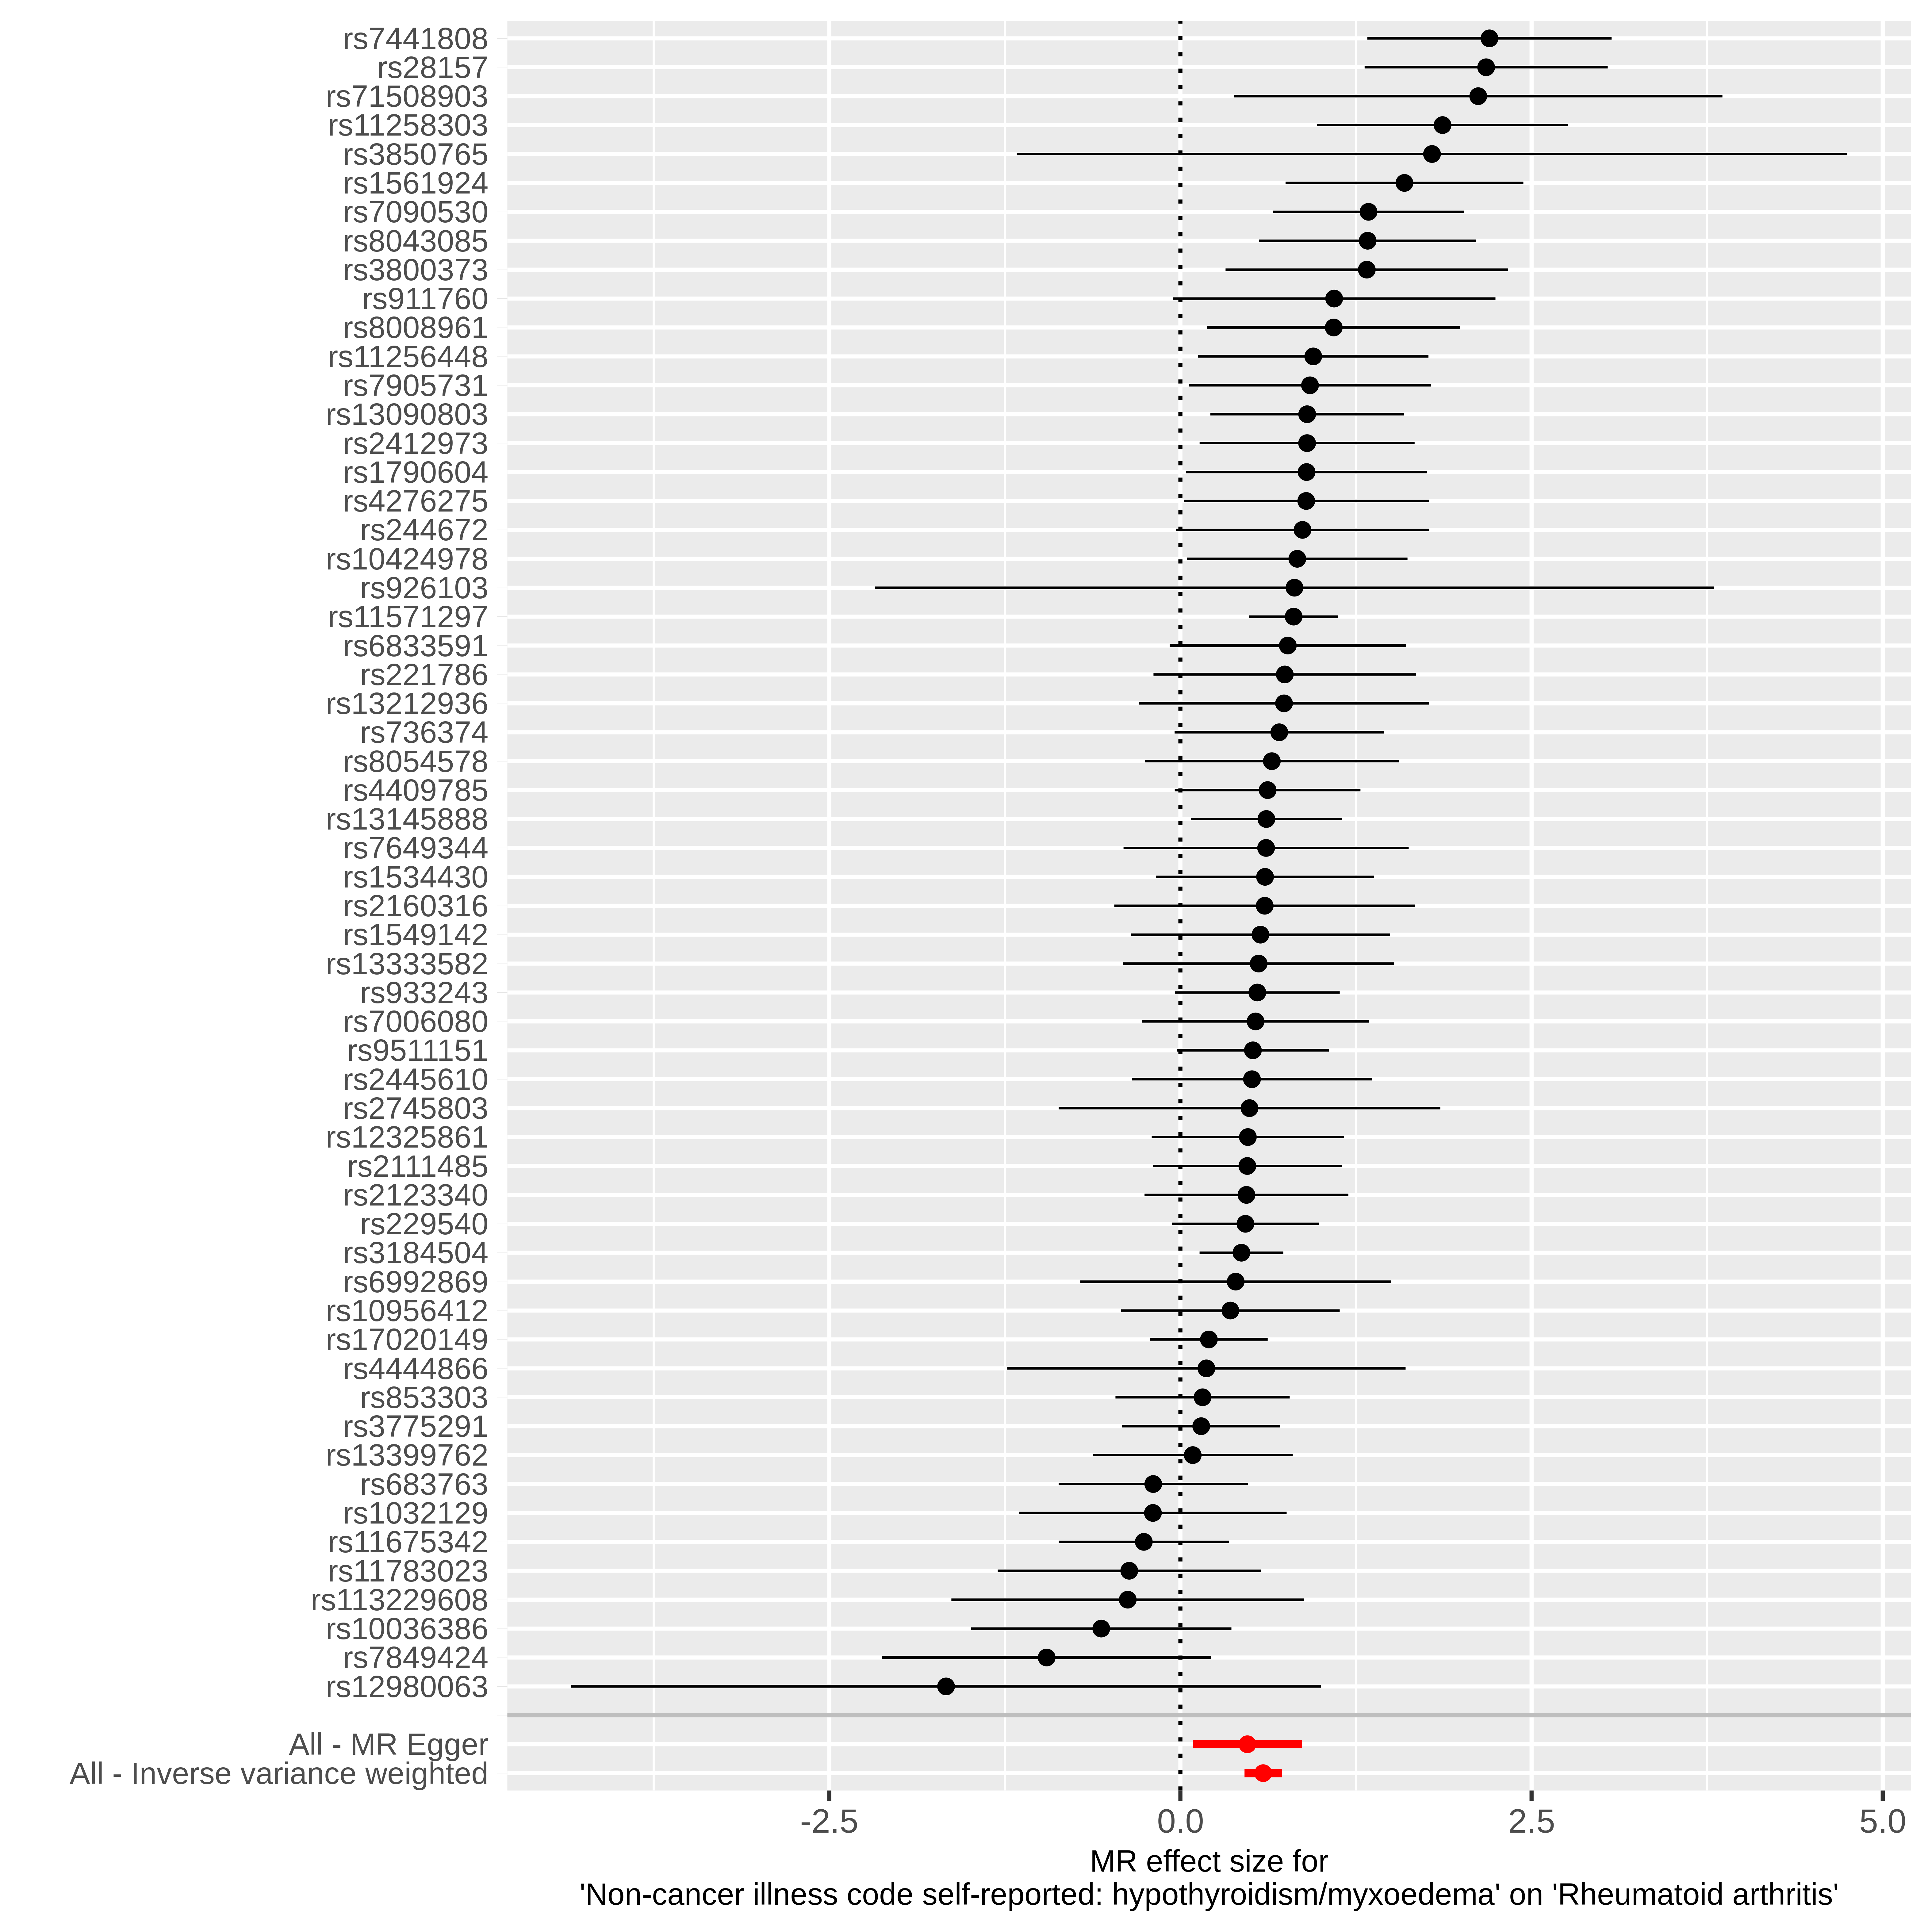 rs7441808
rs28157
rs71508903
rs11258303
rs3850765
rs1561924
rs7090530
rs8043085
rs3800373
rs911760
rs8008961
rs11256448
rs7905731
rs13090803
rs2412973
rs1790604
rs4276275
rs244672
rs10424978
rs926103
rs11571297
rs6833591
rs221786
rs13212936
rs736374
rs8054578
rs4409785
rs13145888
rs7649344
rs1534430
rs2160316
rs1549142
rs13333582
rs933243
rs7006080
rs9511151
rs2445610
rs2745803
rs12325861
rs2111485
rs2123340
rs229540
rs3184504
rs6992869
rs10956412
rs17020149
rs4444866
rs853303
rs3775291
rs13399762
rs683763
rs1032129
rs11675342
rs11783023
rs113229608
rs10036386
rs7849424
rs12980063
All - MR Egger
All - Inverse variance weighted
-2.5 0.0 2.5 5.0
MR effect size for
'Non-cancer illness code self-reported: hypothyroidism/myxoedema' on 'Rheumatoid arthritis'